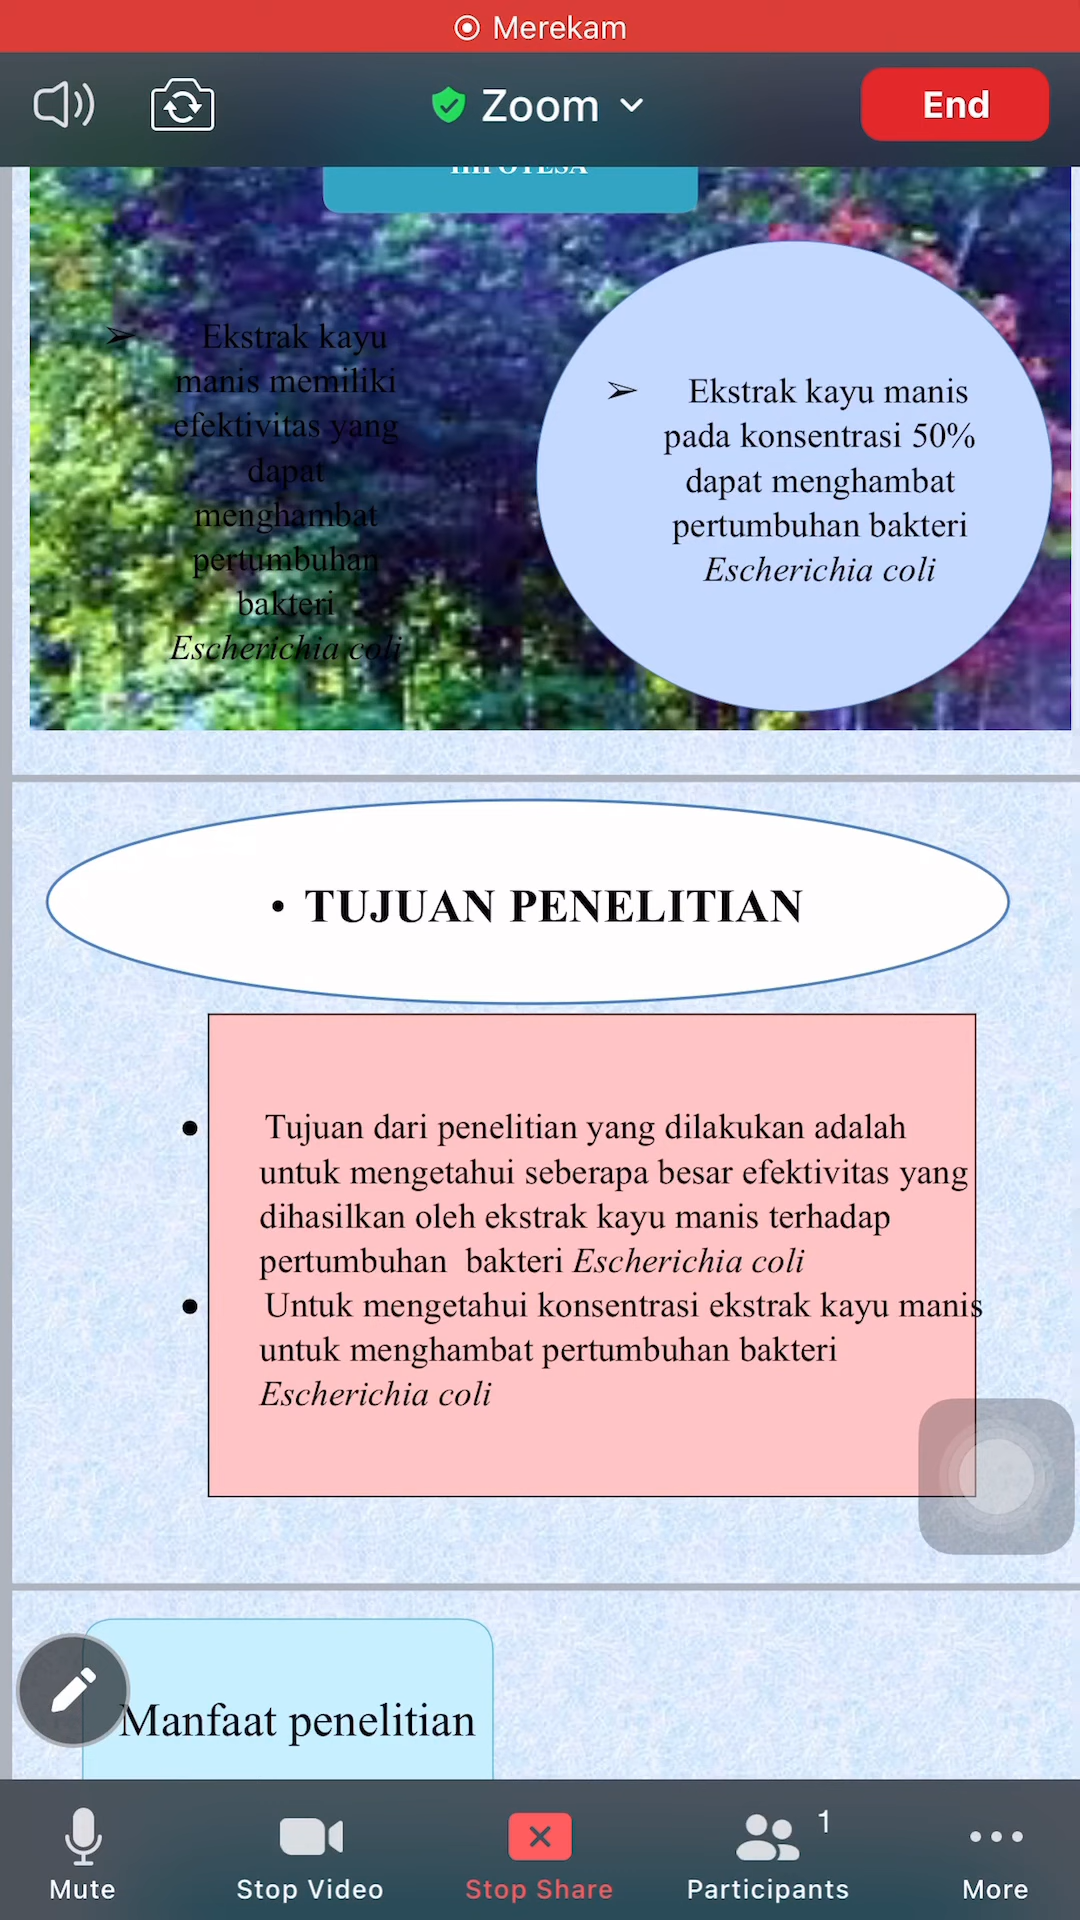 Merekam
Zoom
End
HIPOTESA
➢ Ekstrak kayu
manis memiliki
efektivitas yang
dapat
menghambat
pertumbuhan
bakteri
Escherichia coli
➢ Ekstrak kayu manis
pada konsentrasi 50%
dapat menghambat
pertumbuhan bakteri
Escherichia coli
• TUJUAN PENELITIAN
• Tujuan dari penelitian yang dilakukan adalah
untuk mengetahui seberapa besar efektivitas yang
dihasilkan oleh ekstrak kayu manis terhadap
pertumbuhan bakteri Escherichia coli
• Untuk mengetahui konsentrasi ekstrak kayu manis
untuk menghambat pertumbuhan bakteri
Escherichia coli
Manfaat penelitian
1
Mute
Stop Video
Stop Share
Participants
More